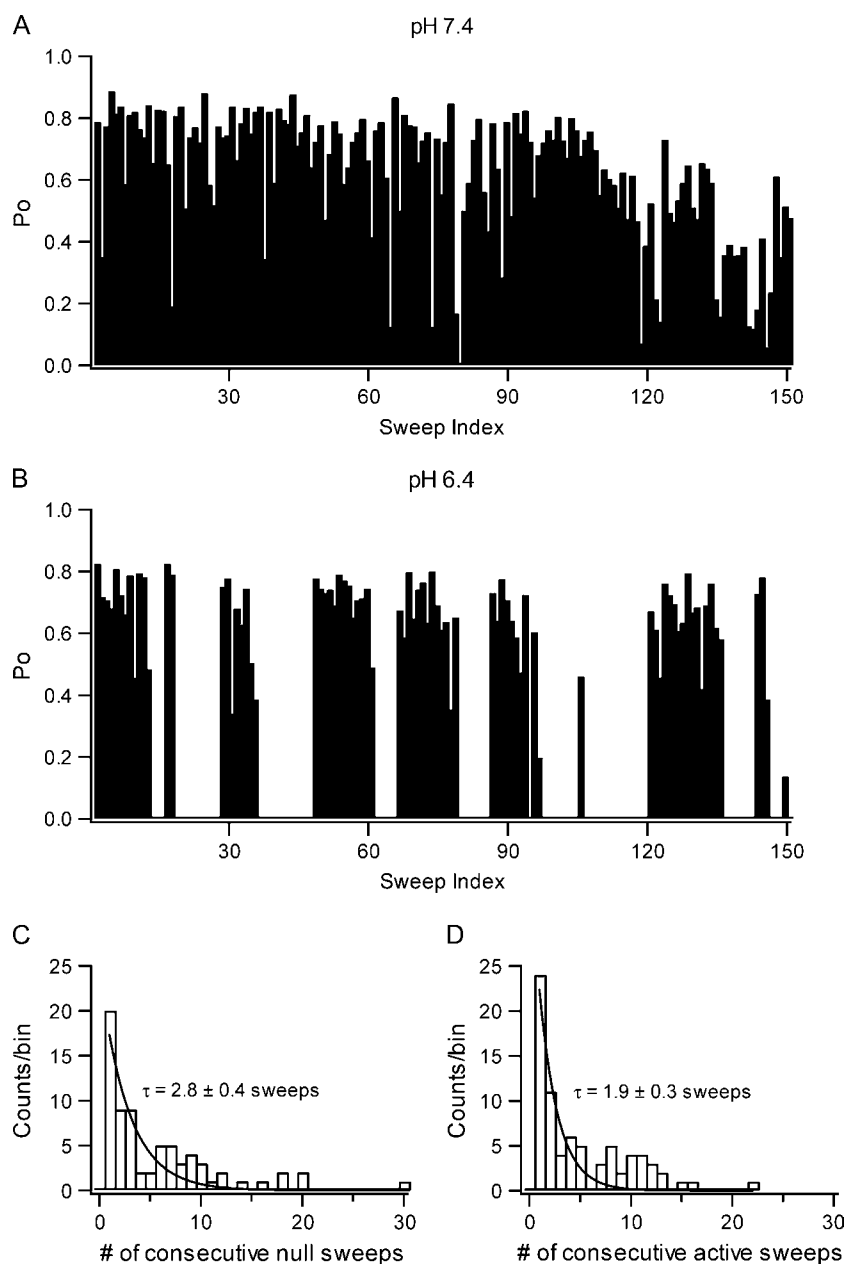 A
pH 7.4
1.0
0.8
0.6
0.4
0.2
0.0
Po
30
60
90
120
150
Sweep Index
B
pH 6.4
1.0
0.8
0.6
0.4
0.2
0.0
Po
30
60
90
120
150
Sweep Index
C
25
20
15
10
5
0
Counts/bin
τ = 2.8 ± 0.4 sweeps
0
10
20
30
# of consecutive null sweeps
D
25
20
15
10
5
0
Counts/bin
τ = 1.9 ± 0.3 sweeps
0
10
20
30
# of consecutive active sweeps